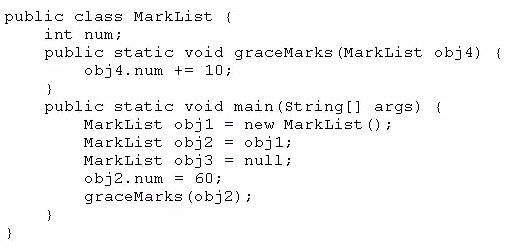 public class MarkList {
    int num;
    public static void graceMarks(MarkList obj4) {
        obj4.num += 10;
    }
    public static void main(String[] args) {
        MarkList obj1 = new MarkList();
        MarkList obj2 = obj1;
        MarkList obj3 = null;
        obj2.num = 60;
        graceMarks(obj2);
    }
}